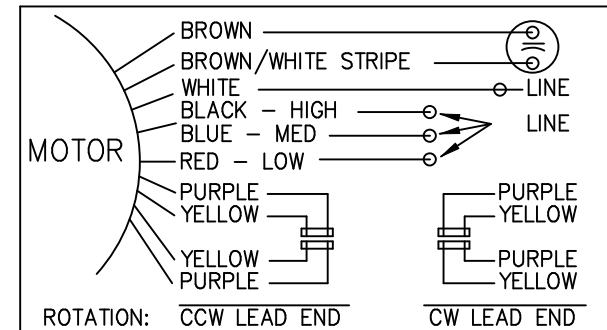 BROWN
BROWN/WHITE STRIPE
WHITE
LINE
BLACK - HIGH
LINE
BLUE - MED
MOTOR
RED - LOW
PURPLE
PURPLE
YELLOW
YELLOW
YELLOW
PURPLE
PURPLE
YELLOW
ROTATION: CCW LEAD END CW LEAD END